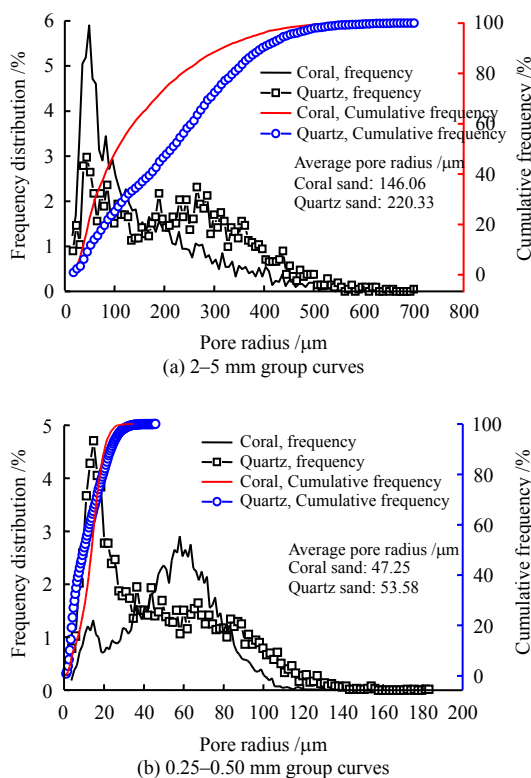 6
5
4
3
2
1
0
Frequency distribution /%
100
80
60
40
20
0
Cumulative frequency /%
Coral, frequency
Quartz, frequency
Coral, Cumulative frequency
Quartz, Cumulative frequency
Average pore radius /μm
Coral sand: 146.06
Quartz sand: 220.33
0 100 200 300 400 500 600 700 800
Pore radius /μm
(a) 2–5 mm group curves
5
4
3
2
1
0
Frequency distribution /%
100
80
60
40
20
0
Cumulative frequency /%
Coral, frequency
Quartz, frequency
Coral, Cumulative frequency
Quartz, Cumulative frequency
Average pore radius /μm
Coral sand: 47.25
Quartz sand: 53.58
0 20 40 60 80 100 120 140 160 180 200
Pore radius /μm
(b) 0.25–0.50 mm group curves